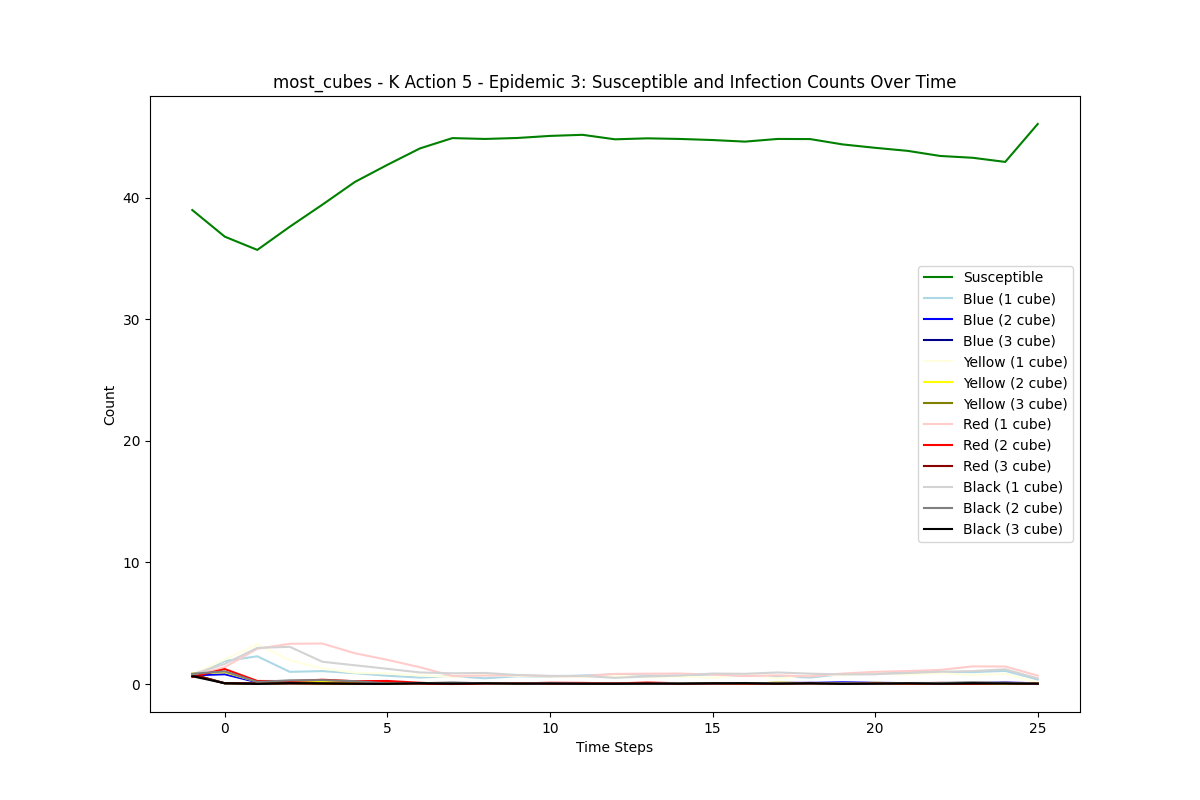 most_cubes - K Action 5 - Epidemic 3: Susceptible and Infection Counts Over Time
Count
40
30
20
10
0
Susceptible
Blue (1 cube)
Blue (2 cube)
Blue (3 cube)
Yellow (1 cube)
Yellow (2 cube)
Yellow (3 cube)
Red (1 cube)
Red (2 cube)
Red (3 cube)
Black (1 cube)
Black (2 cube)
Black (3 cube)
0 5 10 15 20 25
Time Steps